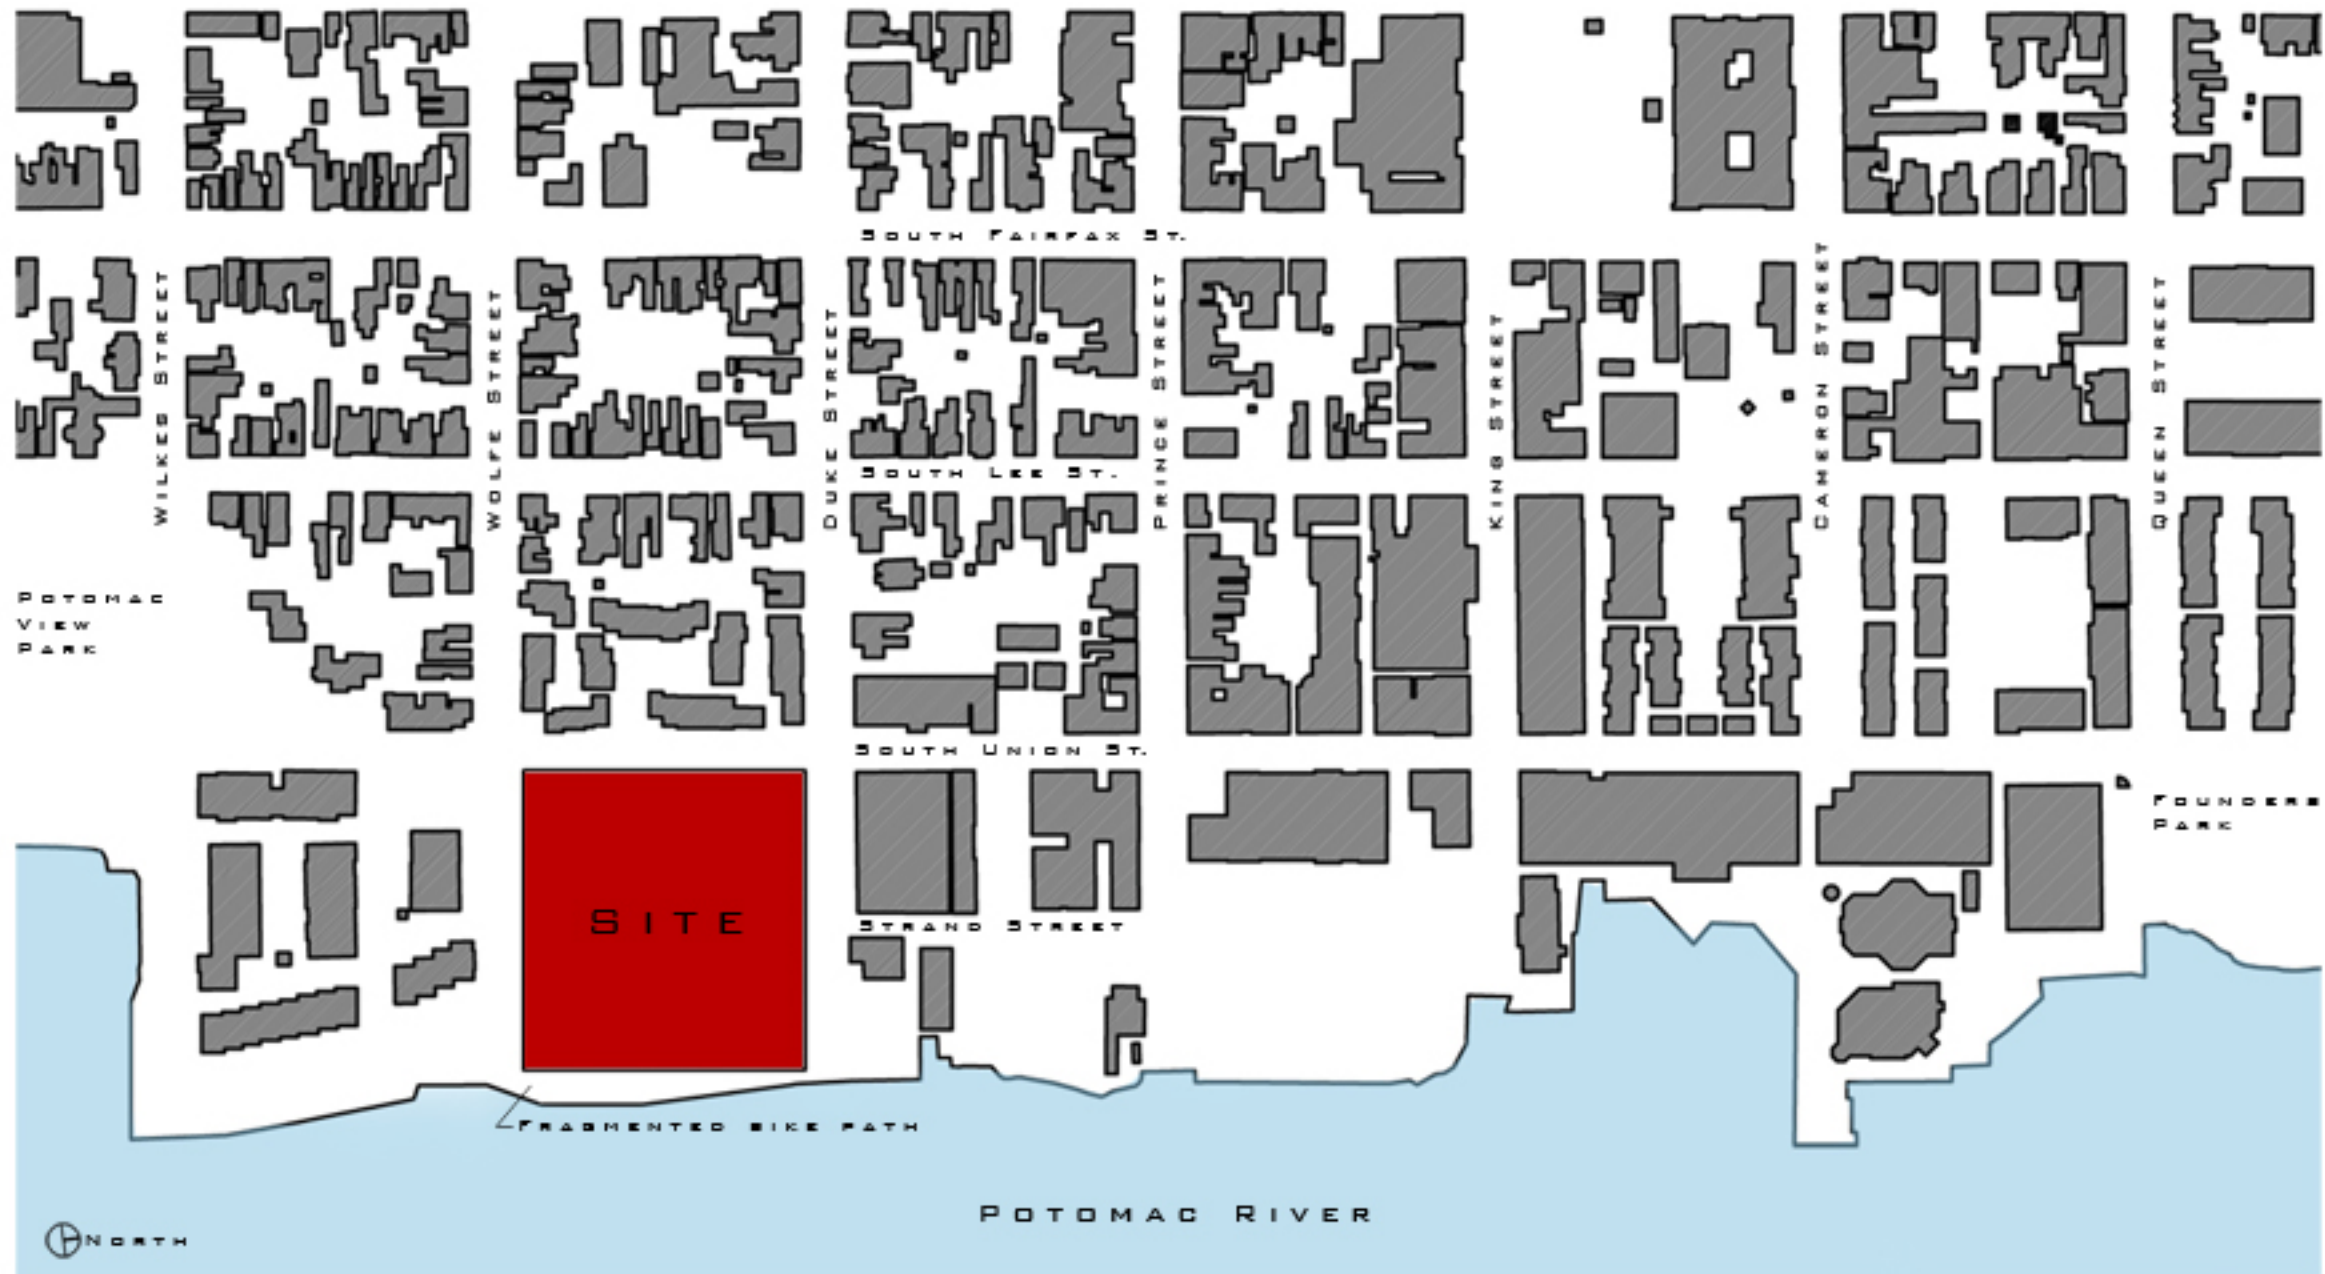 SOUTH FAIRFAX ST.
WILKES STREET
WOLFE STREET
DUKE STREET
PRINCE STREET
KING STREET
CAMERON STREET
QUEEN STREET
SOUTH LEE ST.
POTOMAC
VIEW
PARK
SOUTH UNION ST.
FOUNDERS
PARK
SITE
STRAND STREET
FRAGMENTED BIKE PATH
POTOMAC RIVER
NORTH